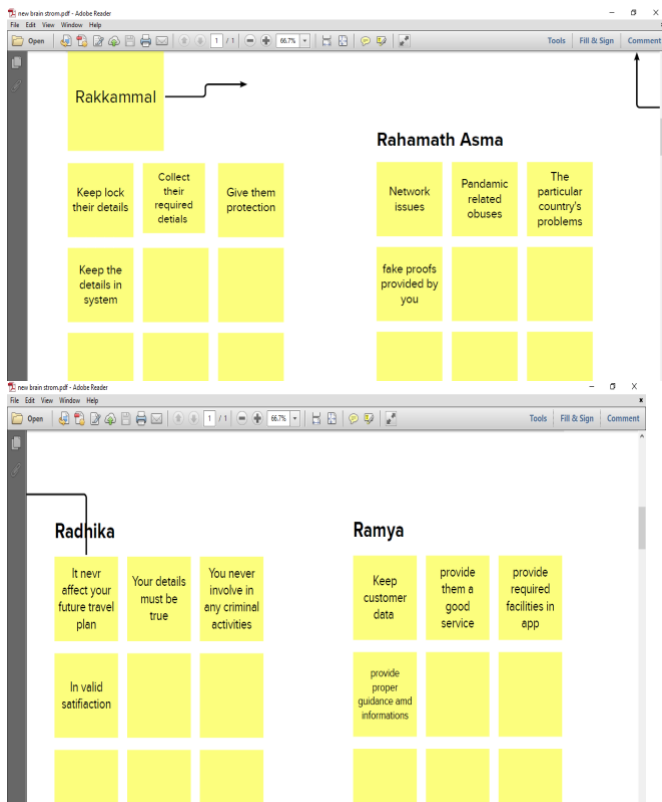 new brain strom.pdf - Adobe Reader
File Edit View Window Help
Open 1 / 1 66.7% Tools Fill & Sign Comment
Rakkammal
Rahamath Asma
Keep lock
their details
Collect
their
required
detials
Give them
protection
Network
issues
Pandamic
related
obuses
The
particular
country's
problems
Keep the
details in
system
fake proofs
provided by
you
new brain strom.pdf - Adobe Reader
File Edit View Window Help
Open 1 / 1 66.7% Tools Fill & Sign Comment
Radhika
Ramya
It nevr
affect your
future travel
plan
Your details
must be
true
You never
involve in
any criminal
activities
Keep
customer
data
provide
them a
good
service
provide
required
facilities in
app
In valid
satifiaction
provide
proper
guidance amd
informations